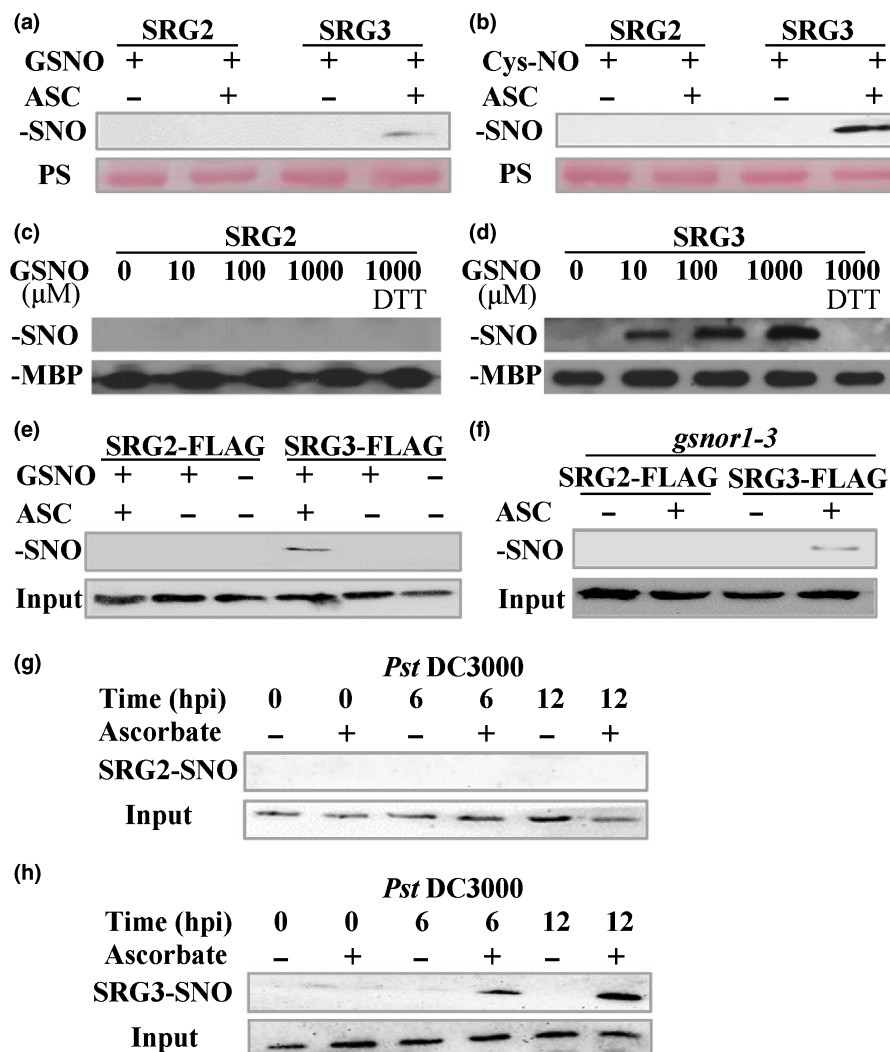 (a)
SRG2 SRG3
GSNO + + + +
ASC – + – +
-SNO
PS
(b)
SRG2 SRG3
Cys-NO + + + +
ASC – + – +
-SNO
PS
(c)
SRG2
GSNO 0 10 100 1000 1000
(μM) DTT
-SNO
-MBP
(d)
SRG3
GSNO 0 10 100 1000 1000
(μM) DTT
-SNO
-MBP
(e)
SRG2-FLAG SRG3-FLAG
GSNO + + – + + –
ASC + – – + – –
-SNO
Input
(f)
gsnor1-3
SRG2-FLAG SRG3-FLAG
ASC – + – +
-SNO
Input
(g)
Pst DC3000
Time (hpi) 0 0 6 6 12 12
Ascorbate – + – + – +
SRG2-SNO
Input
(h)
Pst DC3000
Time (hpi) 0 0 6 6 12 12
Ascorbate – + – + – +
SRG3-SNO
Input